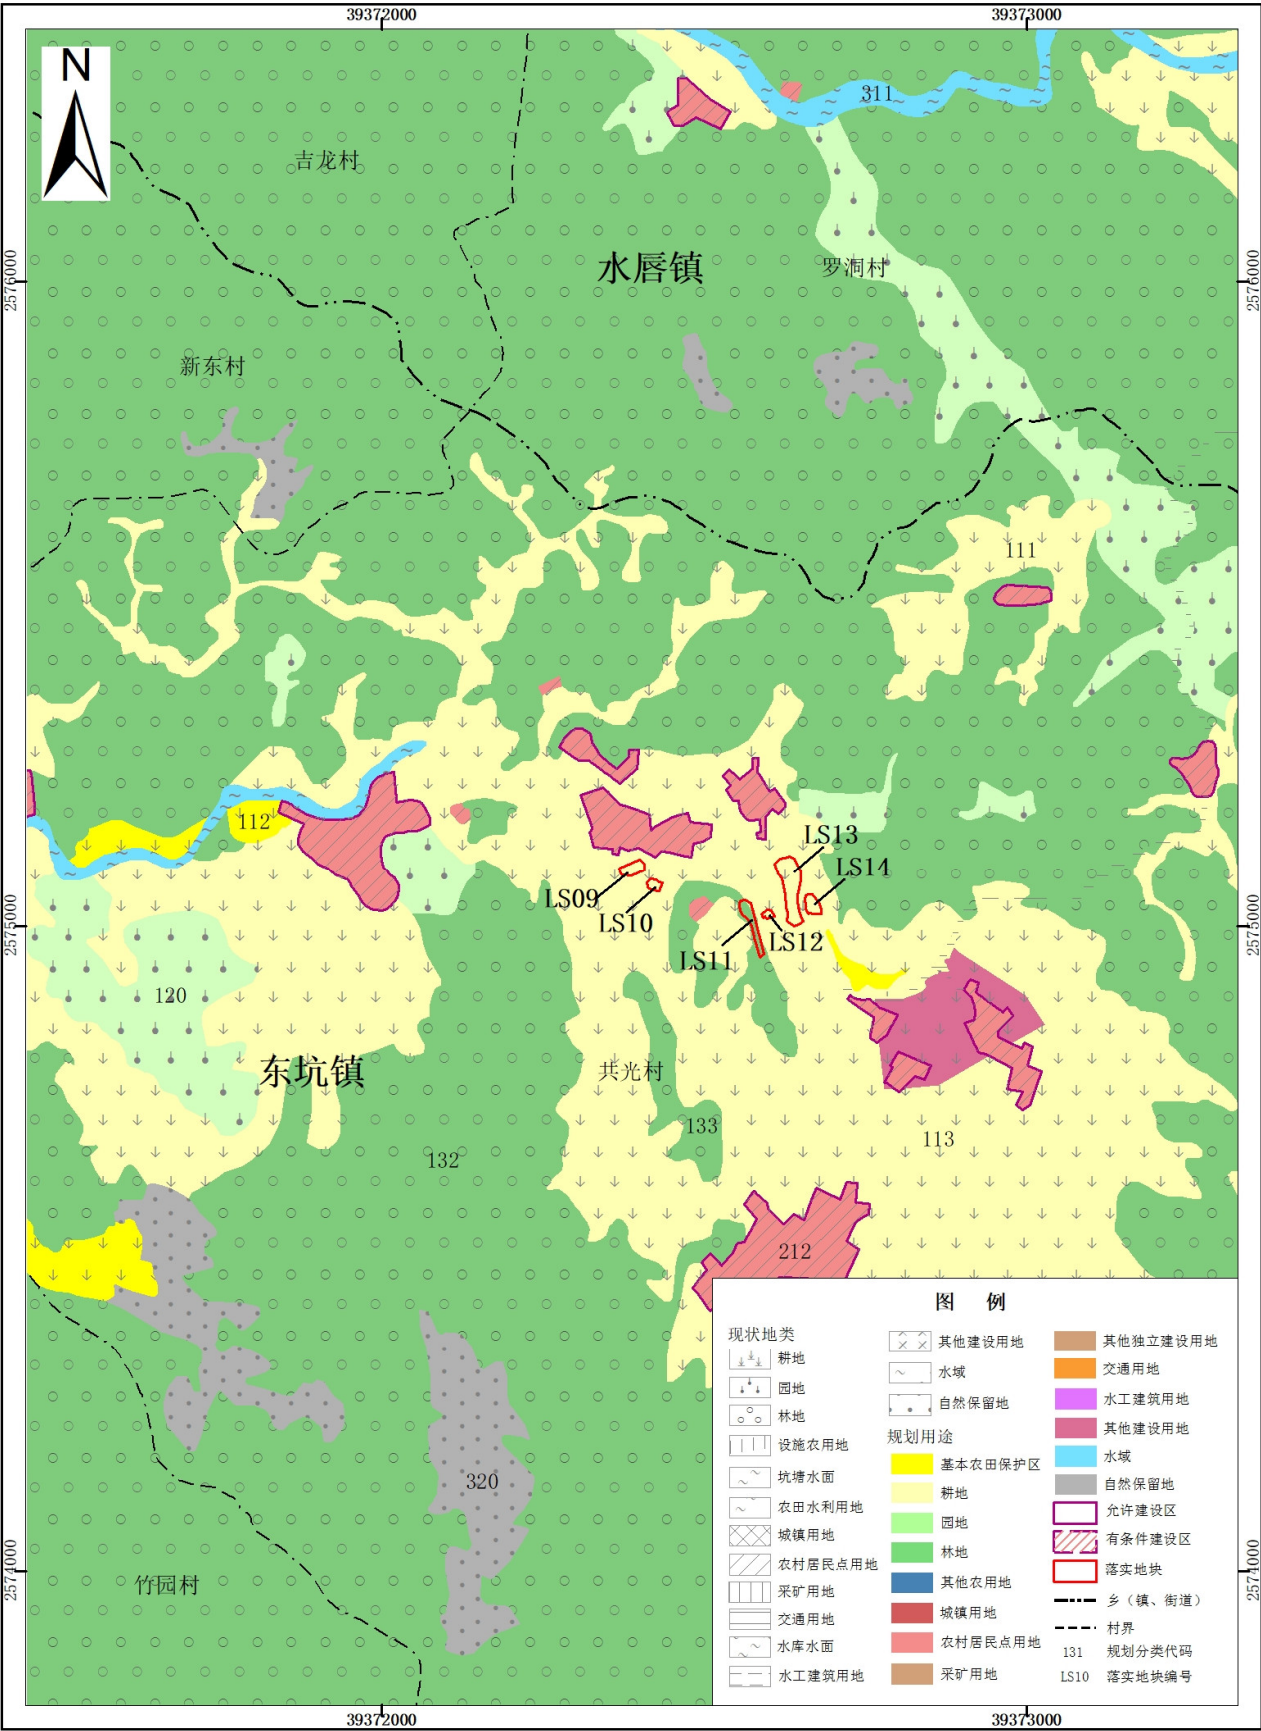 39372000
39373000
N
311
吉龙村
水唇镇
罗洞村
2576000
2576000
新东村
111
112
LS13
LS14
LS09
LS10
LS12
LS11
2575000
2575000
120
东坑镇
共光村
133
132
113
212
320
竹园村
2574000
2574000
图 例
现状地类
耕地
园地
林地
设施农用地
坑塘水面
农田水利用地
城镇用地
农村居民点用地
采矿用地
交通用地
水库水面
水工建筑用地
其他建设用地
水域
自然保留地
规划用途
基本农田保护区
耕地
园地
林地
其他农用地
城镇用地
农村居民点用地
采矿用地
其他独立建设用地
交通用地
水工建筑用地
其他建设用地
水域
自然保留地
允许建设区
有条件建设区
落实地块
乡（镇、街道）
村界
131 规划分类代码
LS10 落实地块编号
39372000
39373000